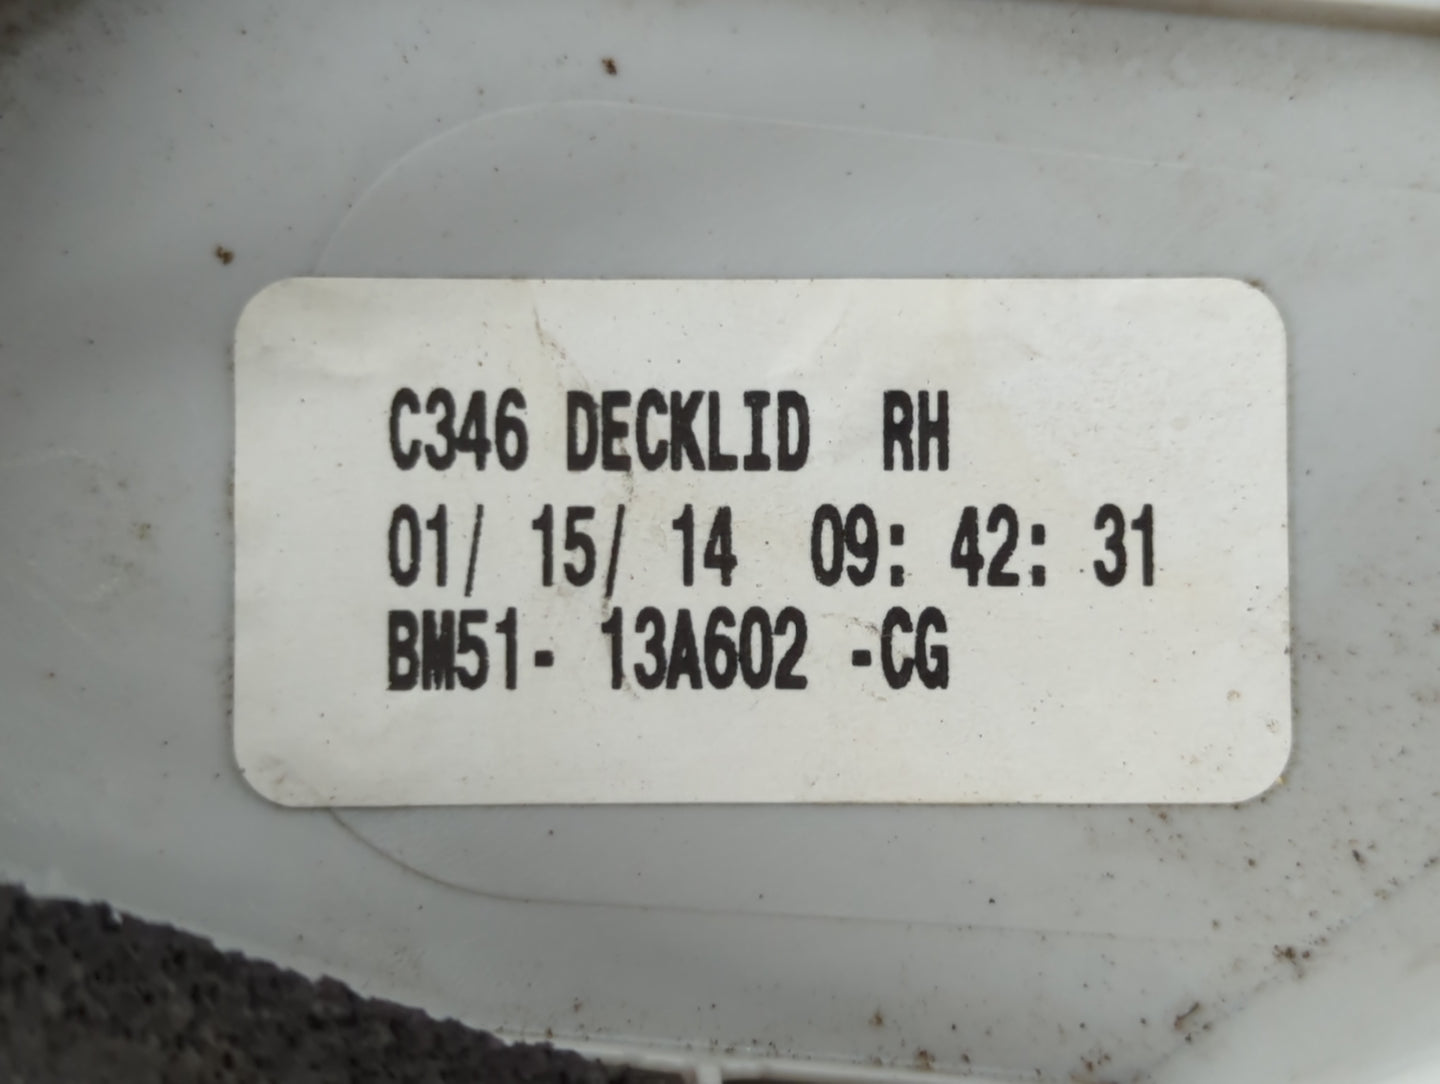 C346 DECKLID RH
01/ 15/ 14 09: 42: 31
BM51- 13A602 -CG